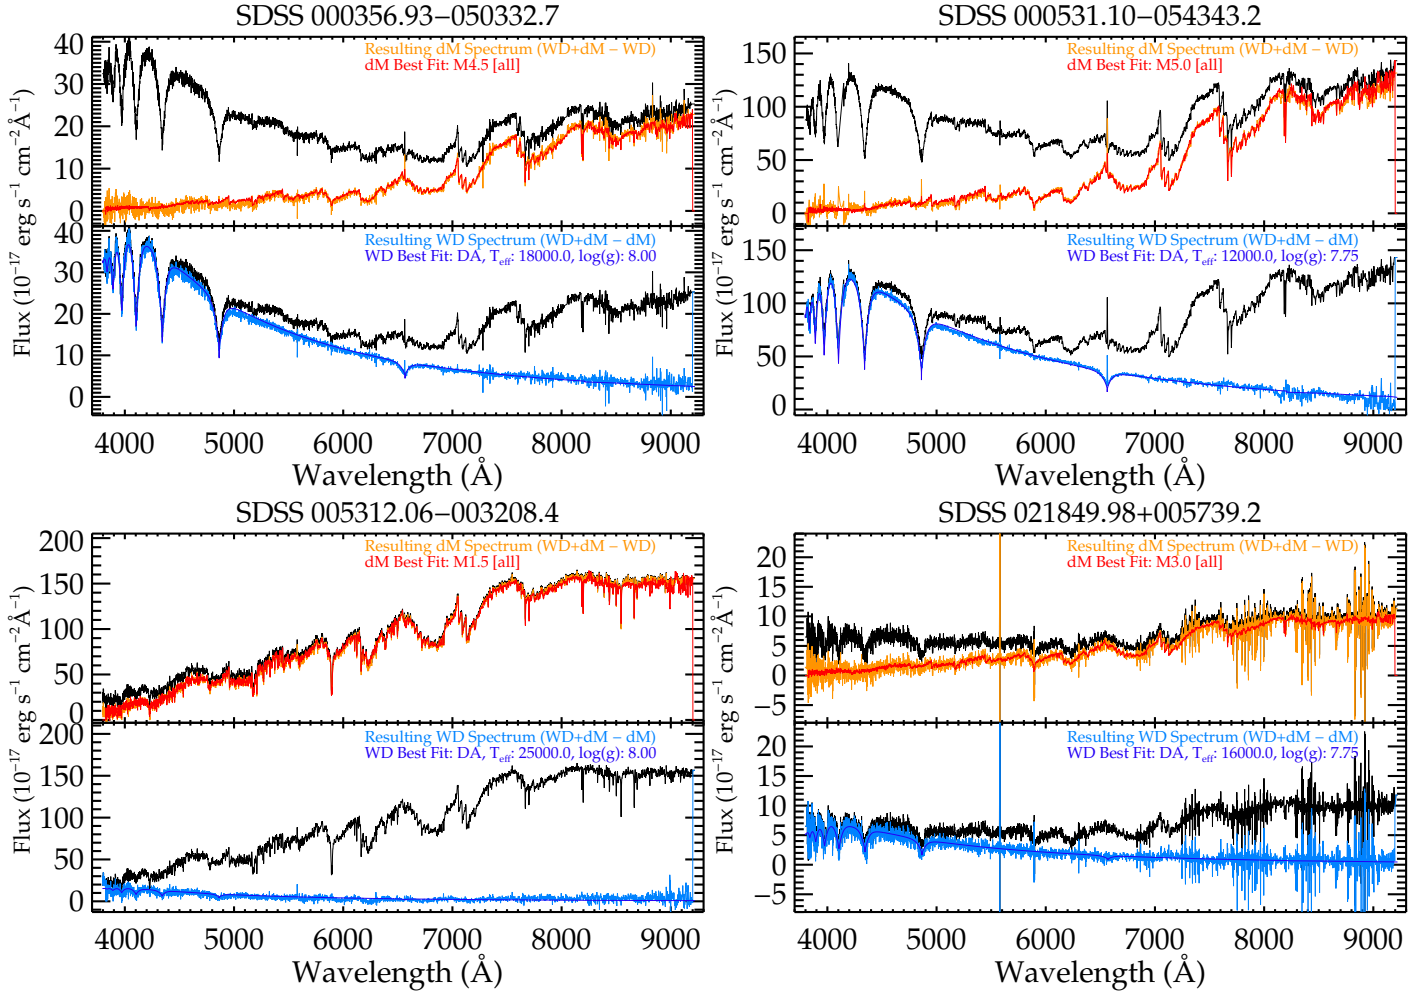 SDSS 000356.93−050332.7
Resulting dM Spectrum (WD+dM − WD)
dM Best Fit: M4.5 [all]
40
30
20
10
0
Resulting WD Spectrum (WD+dM − dM)
WD Best Fit: DA, Teff: 18000.0, log(g): 8.00
40
30
20
10
0
Flux (10−17 erg s−1 cm−2 Å−1)
4000 5000 6000 7000 8000 9000
Wavelength (Å)
SDSS 000531.10−054343.2
Resulting dM Spectrum (WD+dM − WD)
dM Best Fit: M5.0 [all]
150
100
50
0
Resulting WD Spectrum (WD+dM − dM)
WD Best Fit: DA, Teff: 12000.0, log(g): 7.75
150
100
50
0
Flux (10−17 erg s−1 cm−2 Å−1)
4000 5000 6000 7000 8000 9000
Wavelength (Å)
SDSS 005312.06−003208.4
Resulting dM Spectrum (WD+dM − WD)
dM Best Fit: M1.5 [all]
200
150
100
50
0
Resulting WD Spectrum (WD+dM − dM)
WD Best Fit: DA, Teff: 25000.0, log(g): 8.00
200
150
100
50
0
Flux (10−17 erg s−1 cm−2 Å−1)
4000 5000 6000 7000 8000 9000
Wavelength (Å)
SDSS 021849.98+005739.2
Resulting dM Spectrum (WD+dM − WD)
dM Best Fit: M3.0 [all]
20
15
10
5
0
−5
Resulting WD Spectrum (WD+dM − dM)
WD Best Fit: DA, Teff: 16000.0, log(g): 7.75
20
15
10
5
0
−5
Flux (10−17 erg s−1 cm−2 Å−1)
4000 5000 6000 7000 8000 9000
Wavelength (Å)